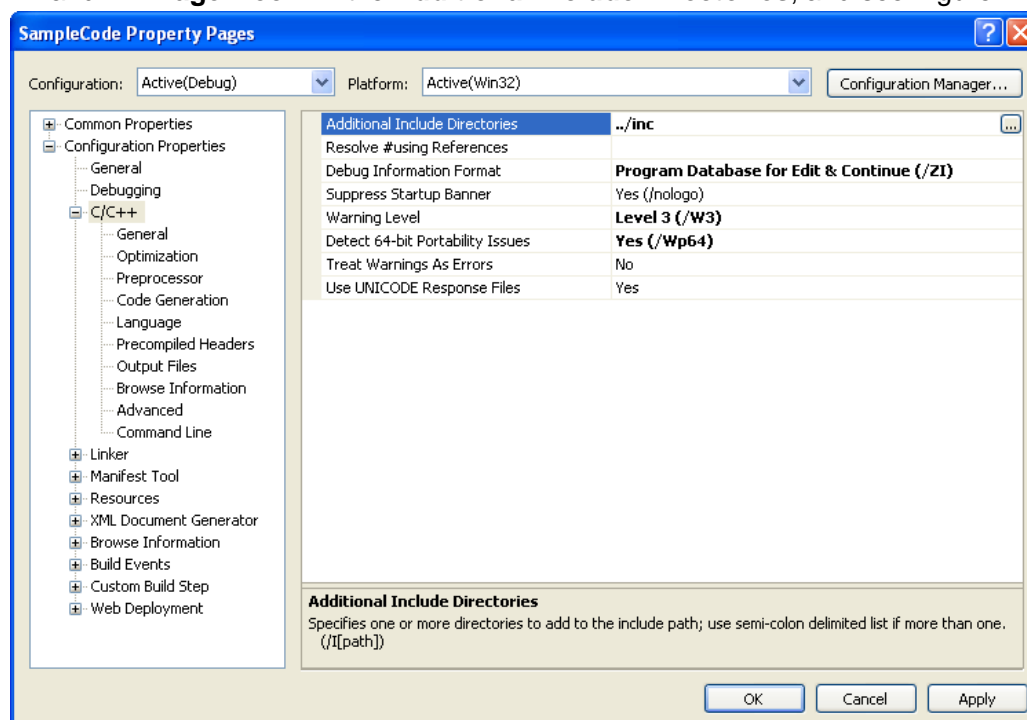 SampleCode Property Pages
Configuration: Active(Debug) Platform: Active(Win32) Configuration Manager...
Common Properties
Configuration Properties
General
Debugging
C/C++
General
Optimization
Preprocessor
Code Generation
Language
Precompiled Headers
Output Files
Browse Information
Advanced
Command Line
Linker
Manifest Tool
Resources
XML Document Generator
Browse Information
Build Events
Custom Build Step
Web Deployment
Additional Include Directories ../inc ...
Resolve #using References
Debug Information Format Program Database for Edit & Continue (/ZI)
Suppress Startup Banner Yes (/nologo)
Warning Level Level 3 (/W3)
Detect 64-bit Portability Issues Yes (/Wp64)
Treat Warnings As Errors No
Use UNICODE Response Files Yes
Additional Include Directories
Specifies one or more directories to add to the include path; use semi-colon delimited list if more than one.
(/I[path])
OK Cancel Apply